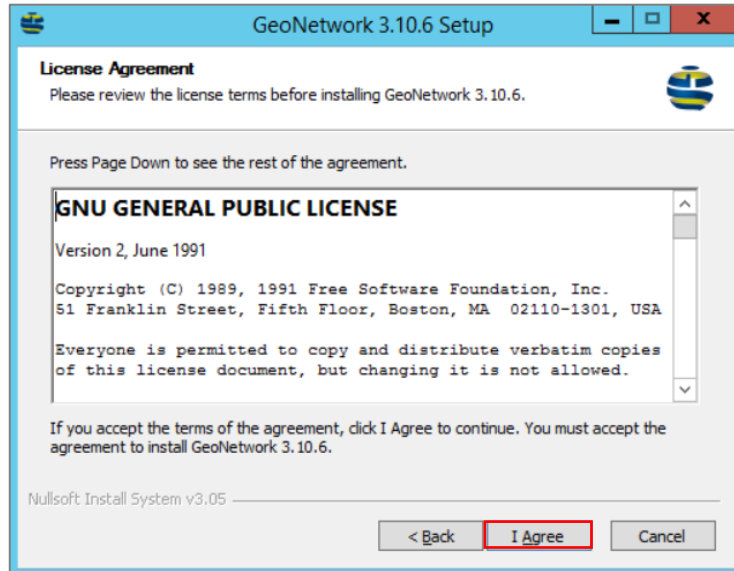 GeoNetwork 3.10.6 Setup
License Agreement
Please review the license terms before installing GeoNetwork 3.10.6.
Press Page Down to see the rest of the agreement.
GNU GENERAL PUBLIC LICENSE
Version 2, June 1991
Copyright (C) 1989, 1991 Free Software Foundation, Inc.
51 Franklin Street, Fifth Floor, Boston, MA  02110-1301, USA
Everyone is permitted to copy and distribute verbatim copies
of this license document, but changing it is not allowed.
If you accept the terms of the agreement, click I Agree to continue. You must accept the
agreement to install GeoNetwork 3.10.6.
Nullsoft Install System v3.05
< Back I Agree Cancel